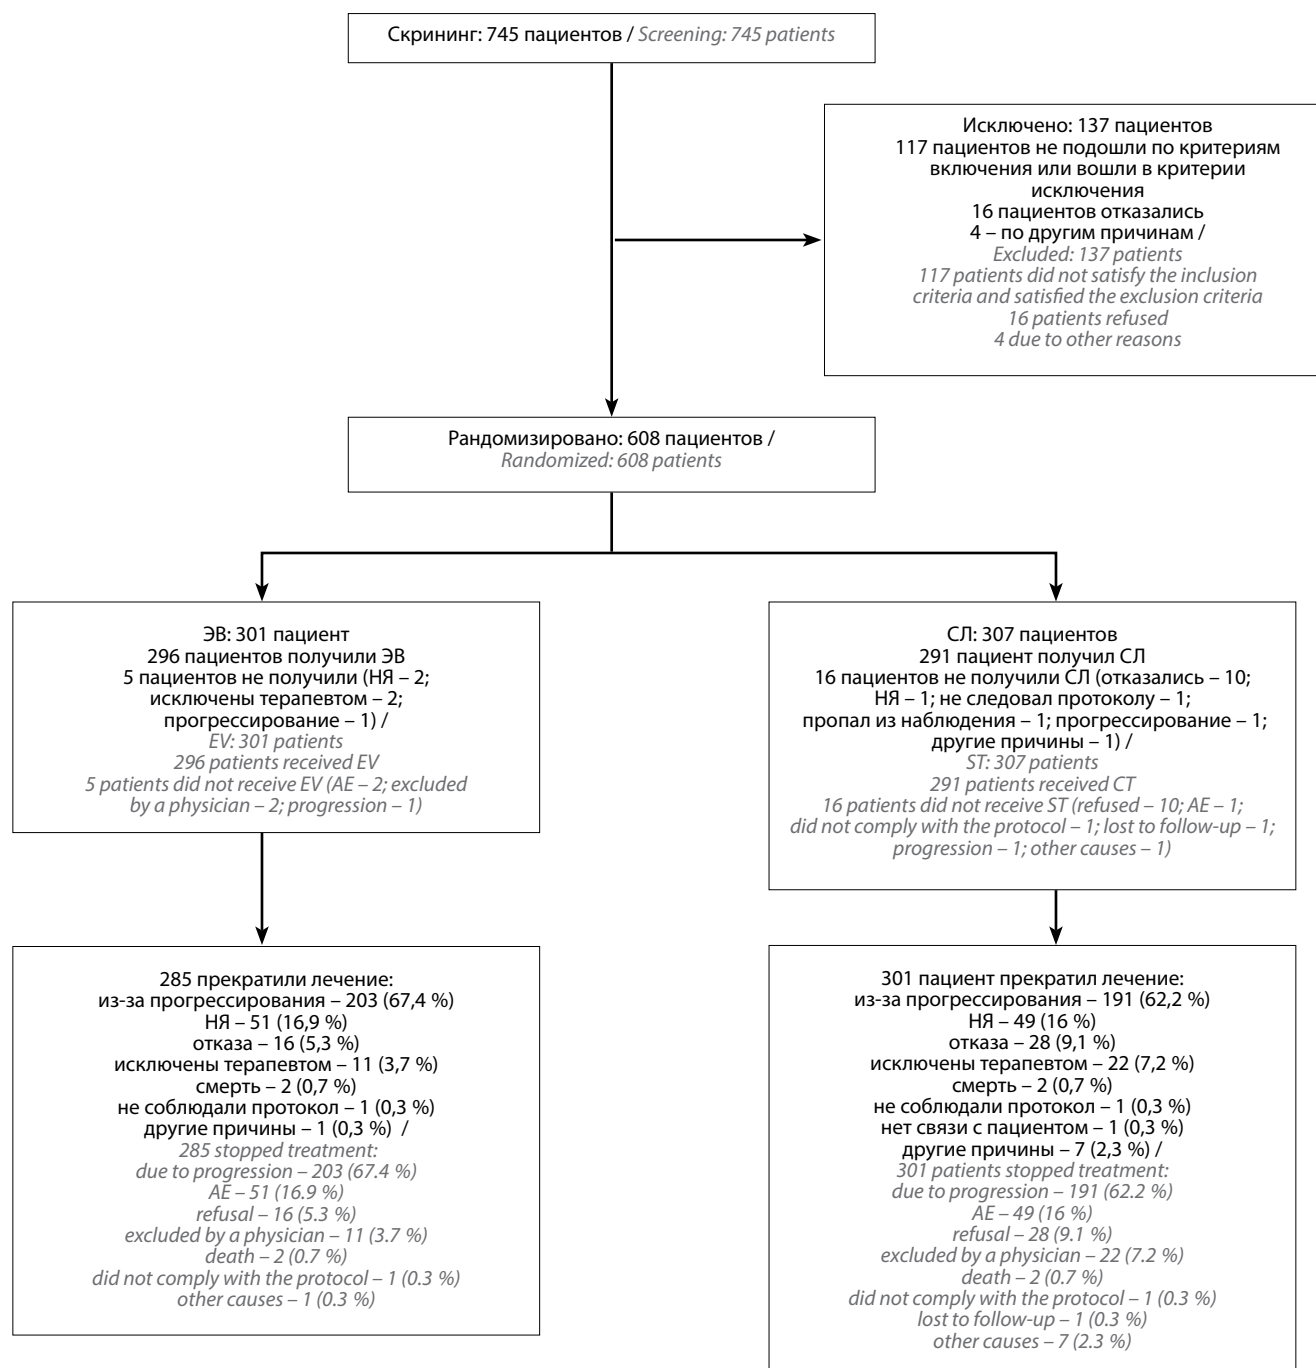 Скрининг: 745 пациентов / Screening: 745 patients
Исключено: 137 пациентов
117 пациентов не подошли по критериям
включения или вошли в критерии
исключения
16 пациентов отказались
4 – по другим причинам /
Excluded: 137 patients
117 patients did not satisfy the inclusion
criteria and satisfied the exclusion criteria
16 patients refused
4 due to other reasons
Рандомизировано: 608 пациентов /
Randomized: 608 patients
ЭВ: 301 пациент
296 пациентов получили ЭВ
5 пациентов не получили (НЯ – 2;
исключены терапевтом – 2;
прогрессирование – 1) /
EV: 301 patients
296 patients received EV
5 patients did not receive EV (AE – 2; excluded
by a physician – 2; progression – 1)
СЛ: 307 пациентов
291 пациент получил СЛ
16 пациентов не получили СЛ (отказались – 10;
НЯ – 1; не следовал протоколу – 1;
пропал из наблюдения – 1; прогрессирование – 1;
другие причины – 1) /
ST: 307 patients
291 patients received CT
16 patients did not receive ST (refused – 10; AE – 1;
did not comply with the protocol – 1; lost to follow-up – 1;
progression – 1; other causes – 1)
285 прекратили лечение:
из-за прогрессирования – 203 (67,4 %)
НЯ – 51 (16,9 %)
отказа – 16 (5,3 %)
исключены терапевтом – 11 (3,7 %)
смерть – 2 (0,7 %)
не соблюдали протокол – 1 (0,3 %)
другие причины – 1 (0,3 %) /
285 stopped treatment:
due to progression – 203 (67.4 %)
AE – 51 (16.9 %)
refusal – 16 (5.3 %)
excluded by a physician – 11 (3.7 %)
death – 2 (0.7 %)
did not comply with the protocol – 1 (0.3 %)
other causes – 1 (0.3 %)
301 пациент прекратил лечение:
из-за прогрессирования – 191 (62,2 %)
НЯ – 49 (16 %)
отказа – 28 (9,1 %)
исключены терапевтом – 22 (7,2 %)
смерть – 2 (0,7 %)
не соблюдали протокол – 1 (0,3 %)
нет связи с пациентом – 1 (0,3 %)
другие причины – 7 (2,3 %) /
301 patients stopped treatment:
due to progression – 191 (62.2 %)
AE – 49 (16 %)
refusal – 28 (9.1 %)
excluded by a physician – 22 (7.2 %)
death – 2 (0.7 %)
did not comply with the protocol – 1 (0.3 %)
lost to follow-up – 1 (0.3 %)
other causes – 7 (2.3 %)